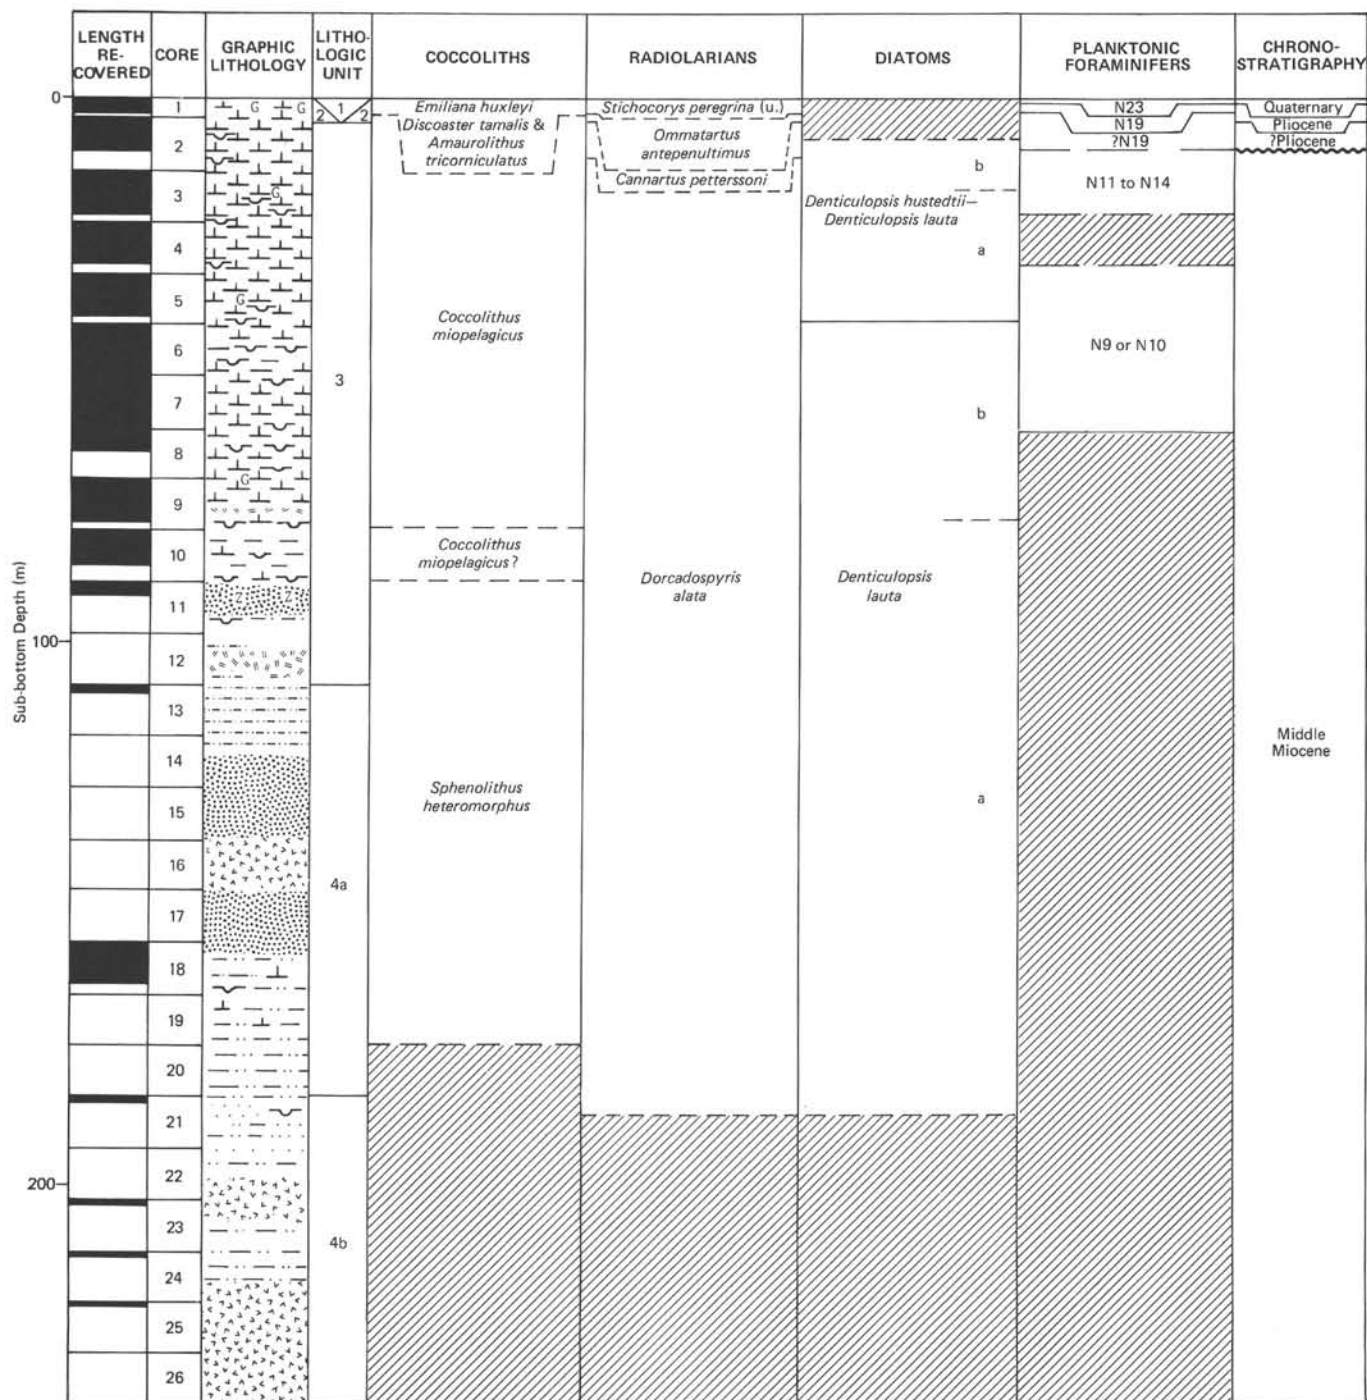 LENGTH
RE-
COVERED
CORE
GRAPHIC
LITHOLOGY
LITHO-
LOGIC
UNIT
COCCOLITHS
RADIOLARIANS
DIATOMS
PLANKTONIC
FORAMINIFERS
CHRONO-
STRATIGRAPHY
Sub-bottom Depth (m)
0
100
200
1
2
3
4
5
6
7
8
9
10
11
12
13
14
15
16
17
18
19
20
21
22
23
24
25
26
G G
G
G
G
Z Z
1
2 2
3
4a
4b
Emiliana huxleyi
Discoaster tamalis &
Amaurolithus
tricorniculatus
Coccolithus
miopelagicus
Coccolithus
miopelagicus?
Sphenolithus
heteromorphus
Stichocorys peregrina (u.)
Ommatartus
antepenultimus
Cannartus petterssoni
Dorcadospyris
alata
b
Denticulopsis hustedtii—
Denticulopsis lauta
a
b
Denticulopsis
lauta
a
N23
N19
?N19
N11 to N14
N9 or N10
Quaternary
Pliocene
?Pliocene
Middle
Miocene